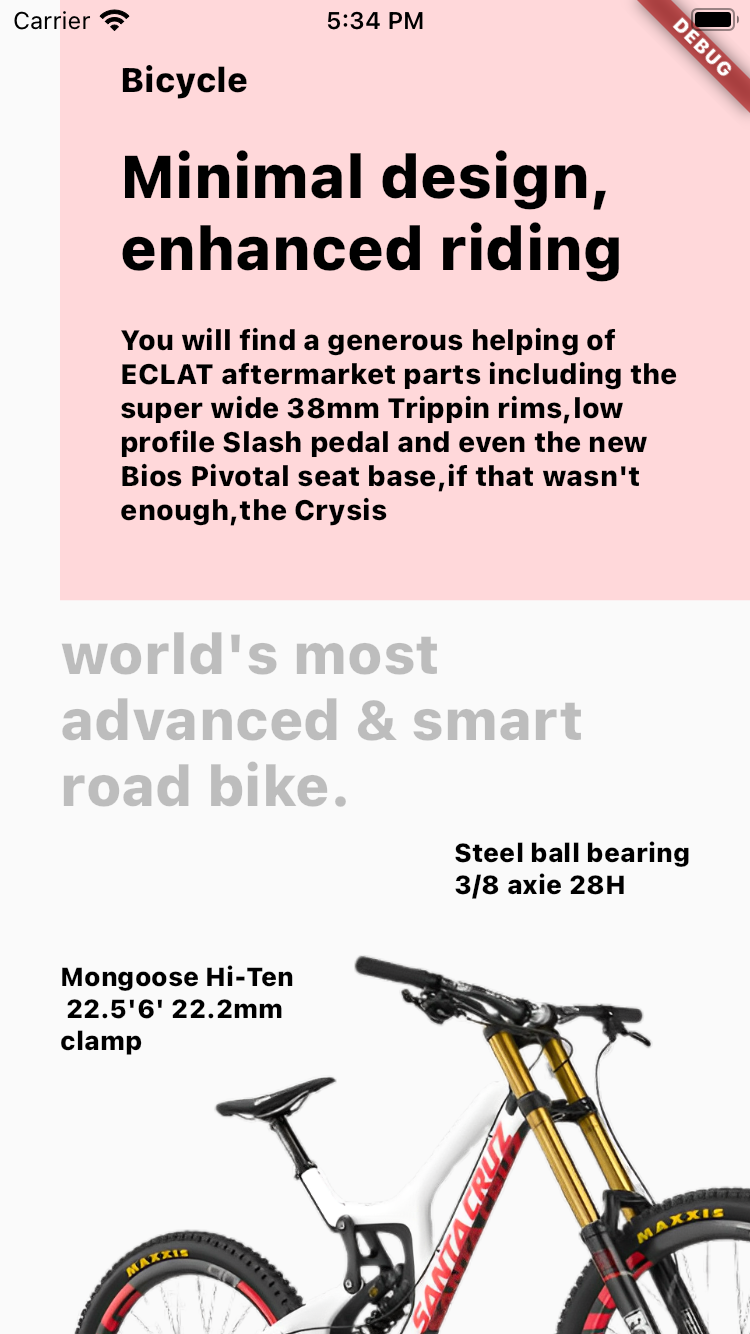 Carrier 5:34 PM
DEBUG
Bicycle
Minimal design,
enhanced riding
You will find a generous helping of
ECLAT aftermarket parts including the
super wide 38mm Trippin rims,low
profile Slash pedal and even the new
Bios Pivotal seat base,if that wasn't
enough,the Crysis
world's most
advanced & smart
road bike.
Steel ball bearing
3/8 axie 28H
Mongoose Hi-Ten
22.5'6' 22.2mm
clamp
SANTA CRUZ
MAXXIS
MAXXIS